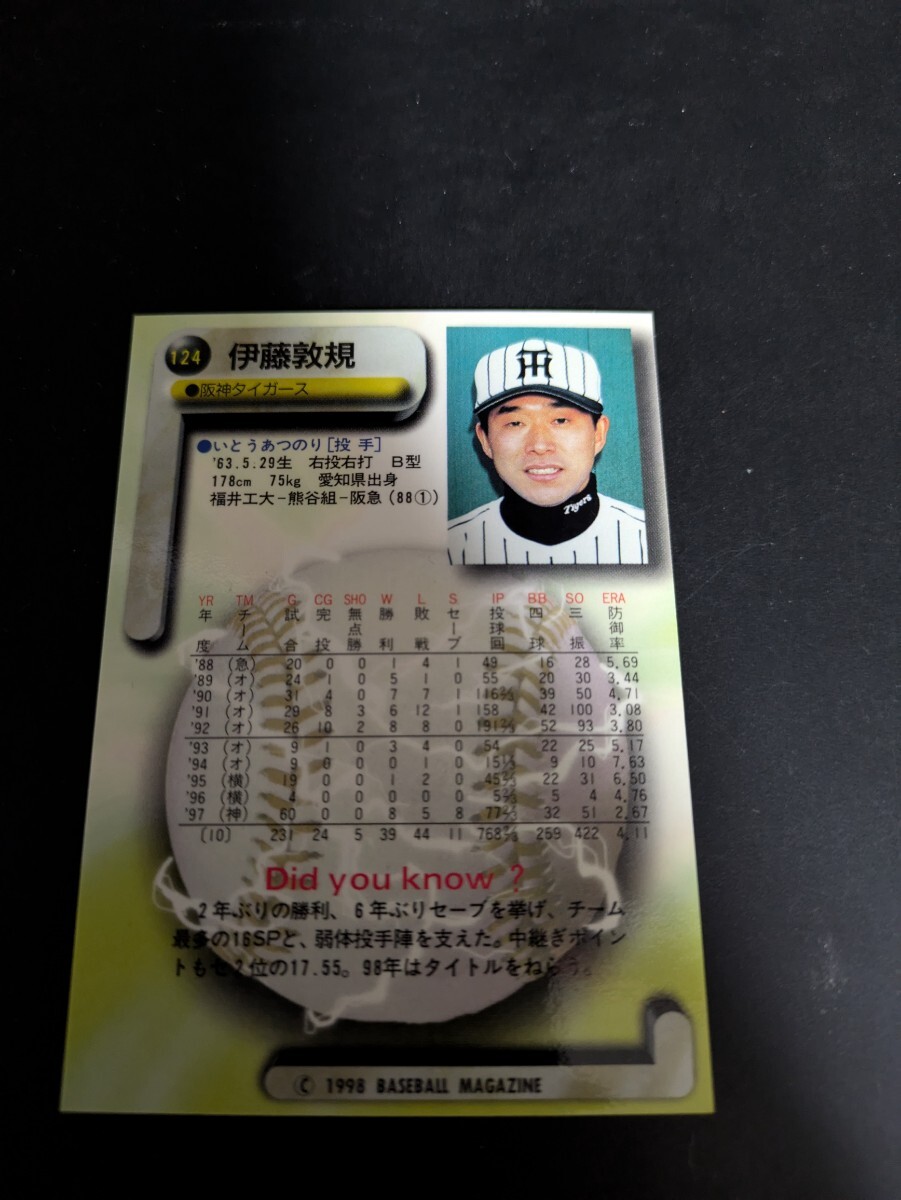 124 伊藤敦規
●阪神タイガース
●いとうあつのり[投 手]
'63.5.29生 右投右打 B型
178cm 75kg 愛知県出身
福井工大−熊谷組−阪急(88①)
Tigers
YR TM G CG SHO W L S IP BB SO ERA
年度 チーム 試合 完投 無点勝 勝利 敗戦 セーブ 投球回 四球 三振 防御率
'88 (急) 20 0 0 1 4 1 49 16 28 5.69
'89 (オ) 24 1 0 5 1 0 55 20 30 3.44
'90 (オ) 31 4 0 7 7 1 116⅔ 39 50 4.71
'91 (オ) 29 8 3 6 12 1 158 42 100 3.08
'92 (オ) 26 10 2 8 8 0 191⅔ 52 93 3.80
'93 (オ) 9 1 0 3 4 0 54 22 25 5.17
'94 (オ) 9 0 0 0 1 0 15⅓ 9 10 7.63
'95 (横) 19 0 0 1 2 0 45⅔ 22 31 6.50
'96 (横) 4 0 0 0 0 0 5⅔ 5 4 4.76
'97 (神) 60 0 0 8 5 8 77⅔ 32 51 2.67
(10) 231 24 5 39 44 11 768⅔ 259 422 4.11
Did you know ?
2年ぶりの勝利、6年ぶりセーブを挙げ、チーム
最多の16SPと、弱体投手陣を支えた。中継ぎポイン
トもセ2位の17.55。98年はタイトルをねらう。
© 1998 BASEBALL MAGAZINE